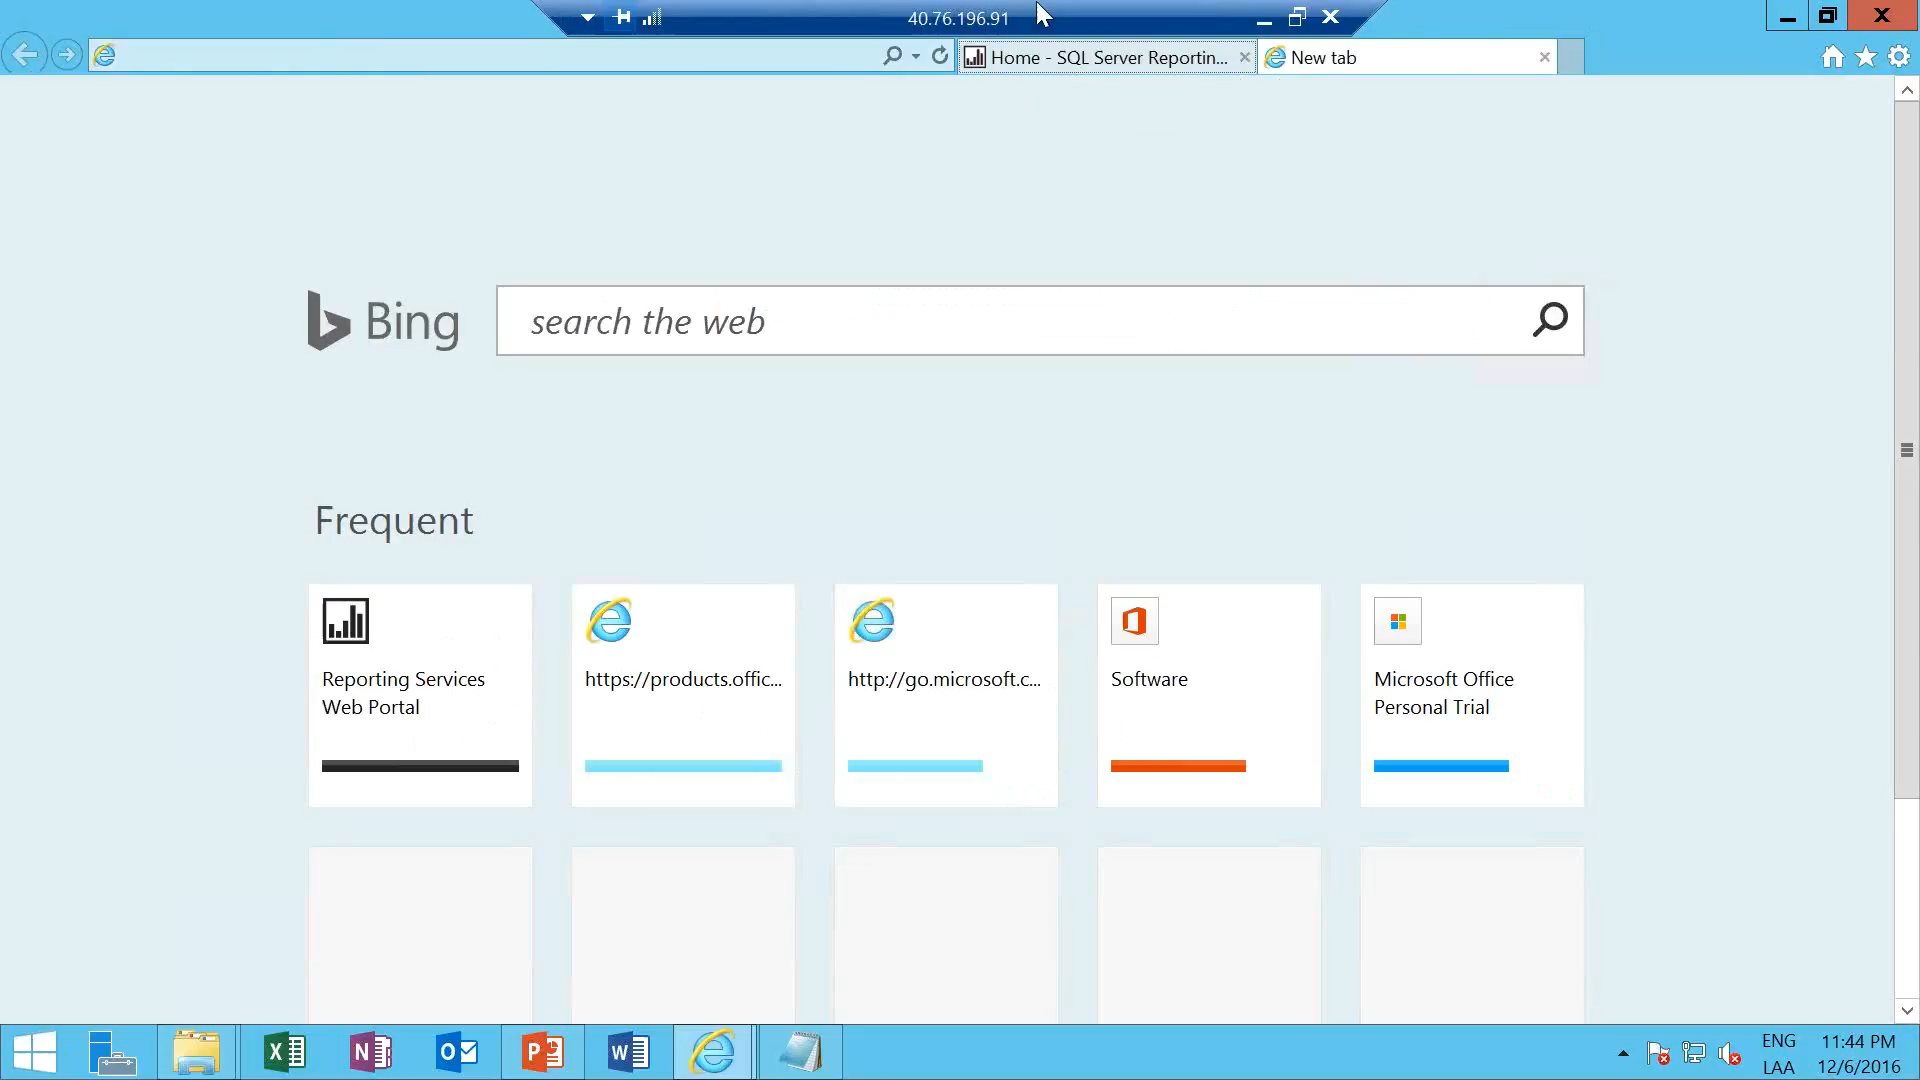 40.76.196.91
Home - SQL Server Reportin...
New tab
Bing
search the web
Frequent
Reporting Services
Web Portal
https://products.offic...
http://go.microsoft.c...
Software
Microsoft Office
Personal Trial
ENG
LAA
11:44 PM
12/6/2016